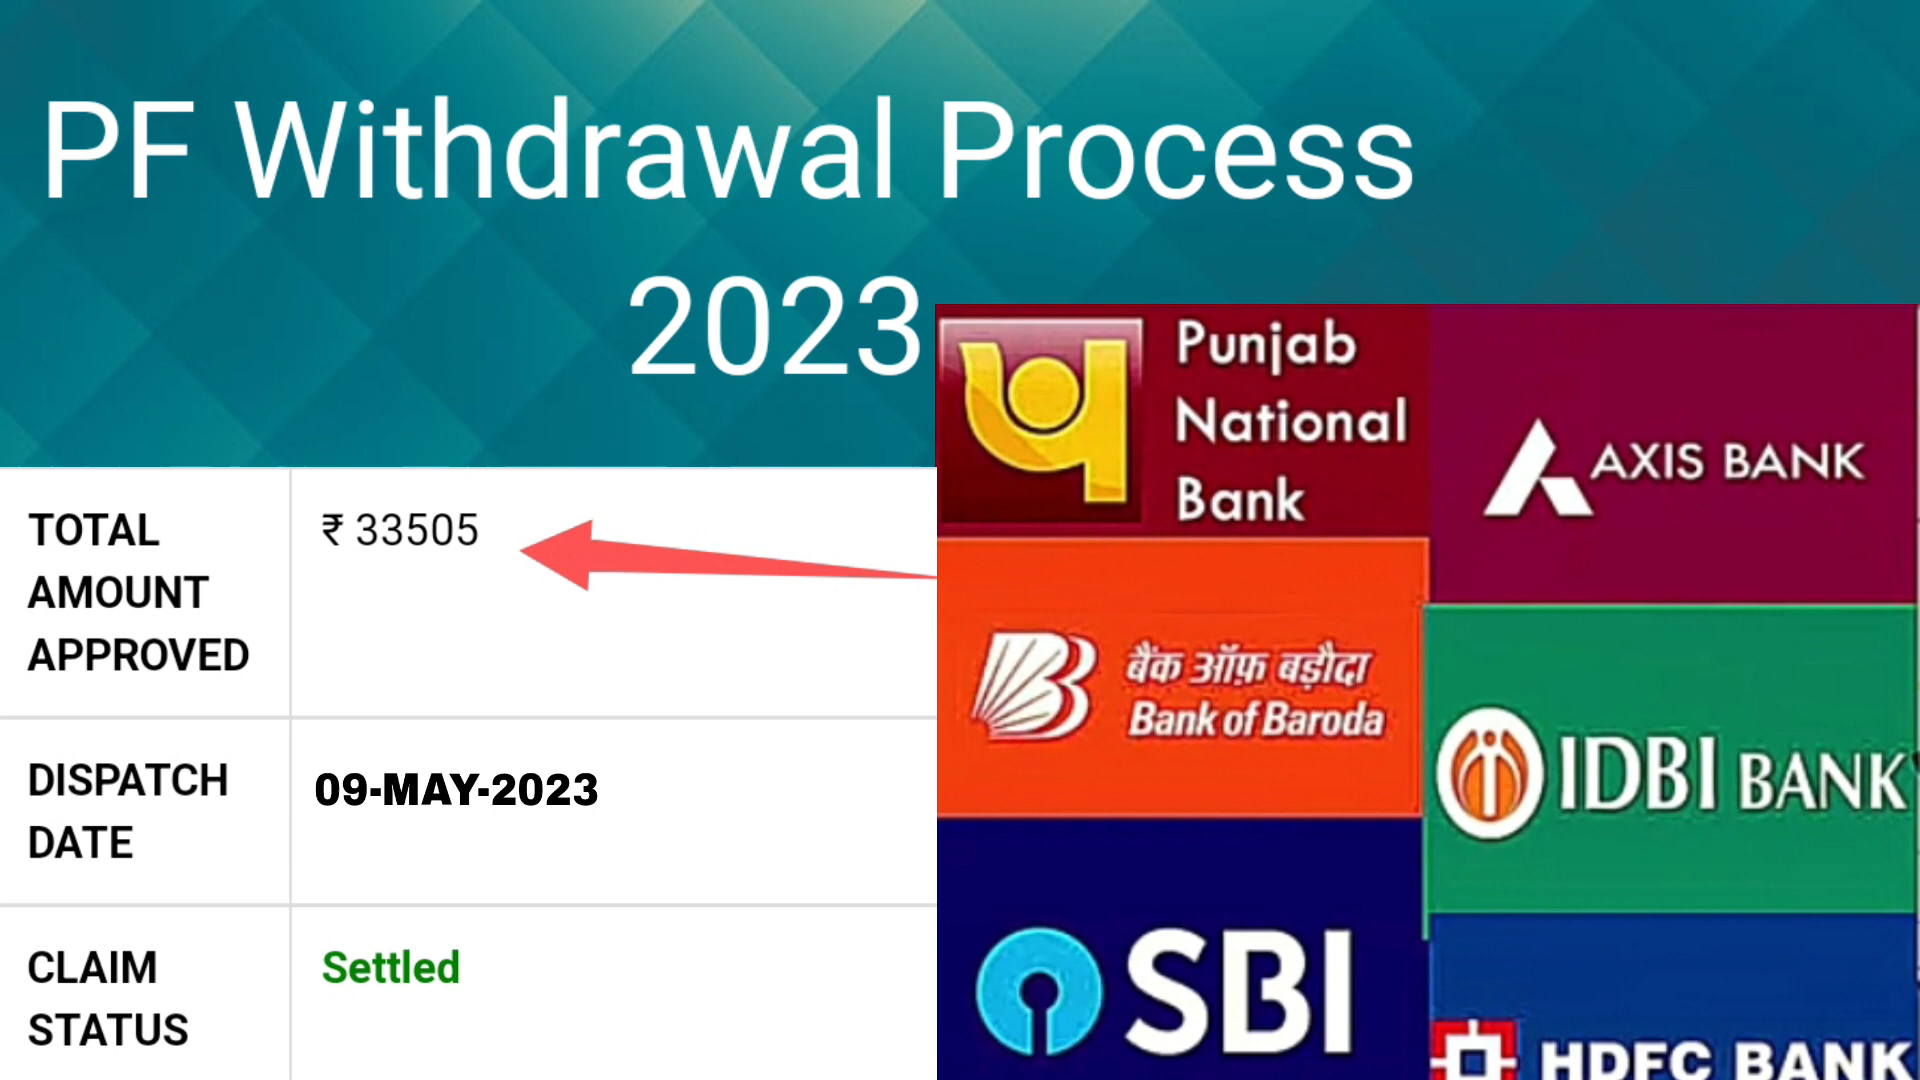 PF Withdrawal Process
2023
TOTAL
AMOUNT
APPROVED
₹ 33505
DISPATCH
DATE
09-MAY-2023
CLAIM
STATUS
Settled
Punjab
National
Bank
AXIS BANK
बैंक ऑफ़ बड़ौदा
Bank of Baroda
IDBI BANK
SBI
HDFC BANK